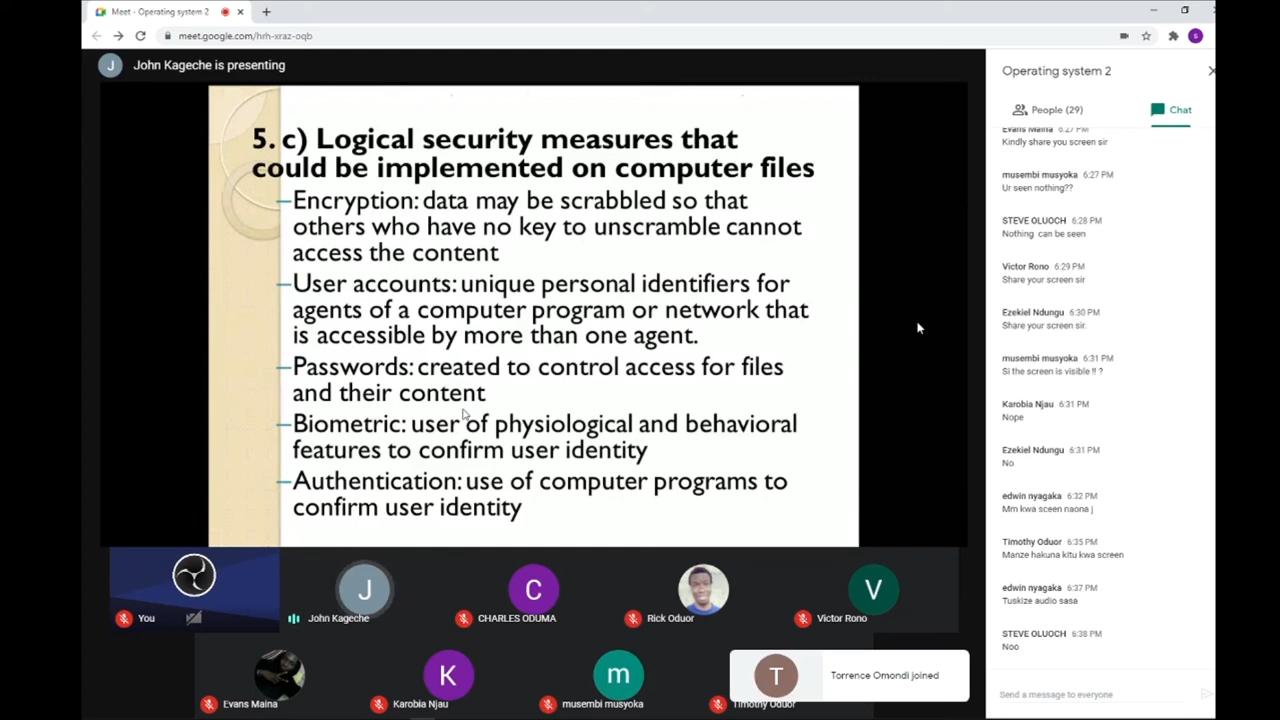 Meet - Operating system 2
meet.google.com/hrh-xraz-oqb
S
J
John Kageche is presenting
5. c) Logical security measures that
could be implemented on computer files
Encryption: data may be scrabbled so that
others who have no key to unscramble cannot
access the content
User accounts: unique personal identifiers for
agents of a computer program or network that
is accessible by more than one agent.
Passwords: created to control access for files
and their content
Biometric: user of physiological and behavioral
features to confirm user identity
Authentication: use of computer programs to
confirm user identity
You
J
John Kageche
C
CHARLES ODUMA
Rick Oduor
V
Victor Rono
Evans Maina
K
Karobia Njau
m
musembi musyoka
T
Timothy Oduor
Torrence Omondi joined
Operating system 2
People (29)
Chat
Evans Maina 6:27 PM
Kindly share you screen sir
musembi musyoka 6:27 PM
Ur seen nothing??
STEVE OLUOCH 6:28 PM
Nothing can be seen
Victor Rono 6:29 PM
Share your screen sir
Ezekiel Ndungu 6:30 PM
Share your screen sir.
musembi musyoka 6:31 PM
Si the screen is visible !! ?
Karobia Njau 6:31 PM
Nope
Ezekiel Ndungu 6:31 PM
No
edwin nyagaka 6:32 PM
Mm kwa sceen naona j
Timothy Oduor 6:35 PM
Manze hakuna kitu kwa screen
edwin nyagaka 6:37 PM
Tuskize audio sasa
STEVE OLUOCH 6:38 PM
Noo
Send a message to everyone